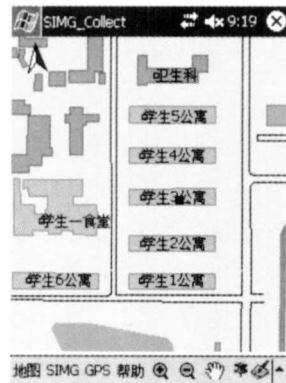 SIMG_Collect 9:19
卫生科
学生5公寓
学生4公寓
学生3公寓
学生一食堂
学生2公寓
学生6公寓
学生1公寓
地图 SIMG GPS 帮助